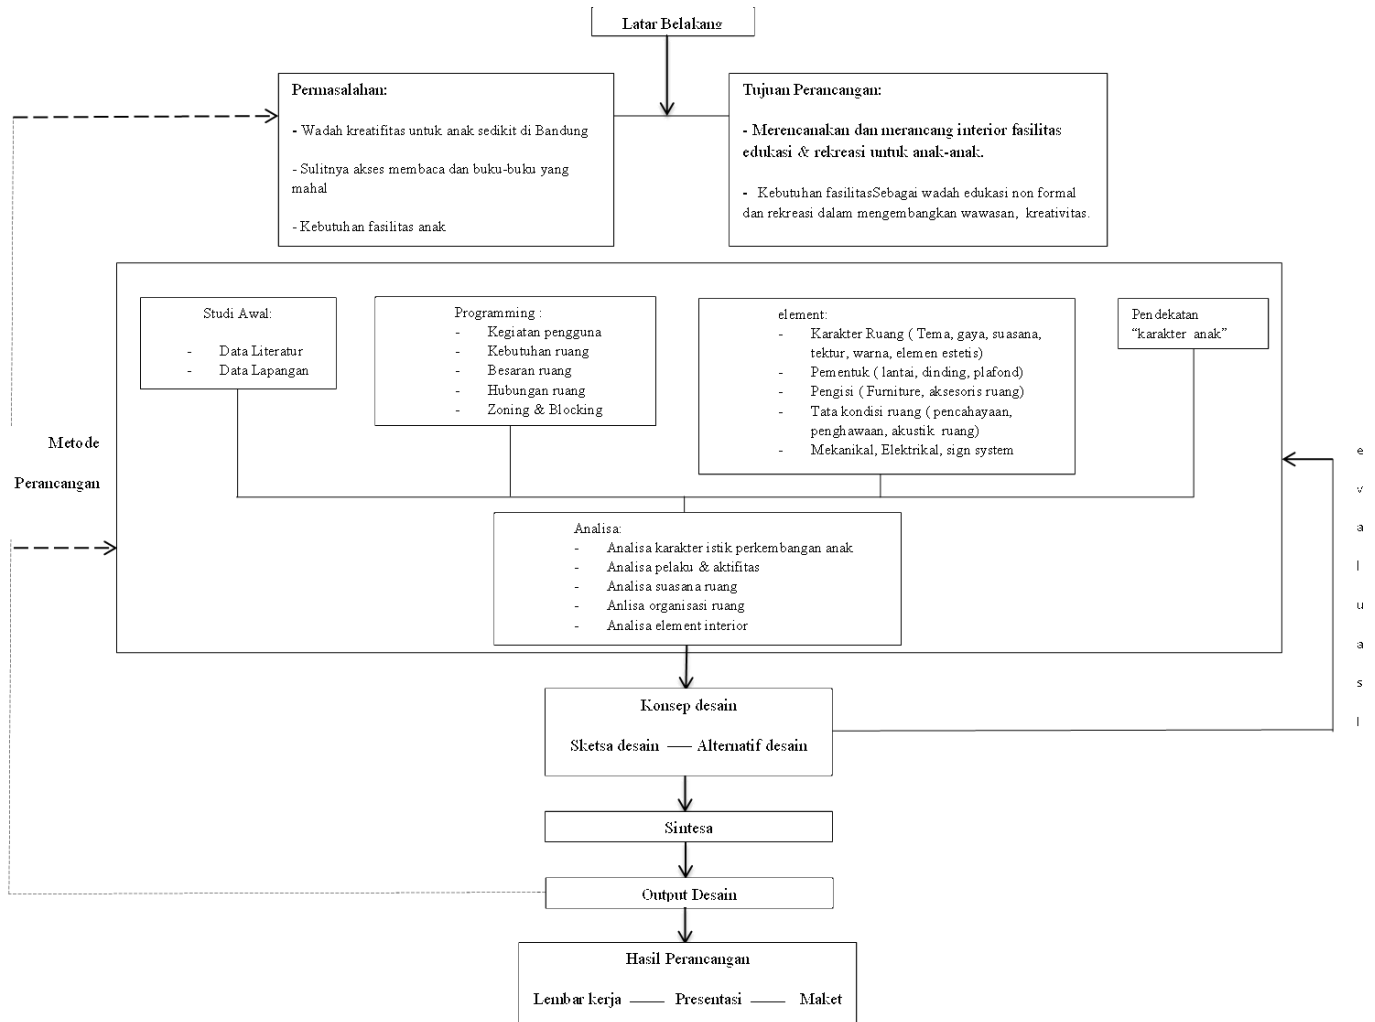 Latar Belakang
Permasalahan:
- Wadah kreatifitas untuk anak sedikit di Bandung
- Sulitnya akses membaca dan buku-buku yang
mahal
- Kebutuhan fasilitas anak
Tujuan Perancangan:
- Merencanakan dan merancang interior fasilitas
edukasi & rekreasi untuk anak-anak.
- Kebutuhan fasilitasSebagai wadah edukasi non formal
dan rekreasi dalam mengembangkan wawasan, kreativitas.
Metode
Perancangan
Studi Awal:
- Data Literatur
- Data Lapangan
Programming :
- Kegiatan pengguna
- Kebutuhan ruang
- Besaran ruang
- Hubungan ruang
- Zoning & Blocking
element:
- Karakter Ruang ( Tema, gaya, suasana,
tektur, warna, elemen estetis)
- Pementuk ( lantai, dinding, plafond)
- Pengisi ( Furniture, aksesoris ruang)
- Tata kondisi ruang ( pencahayaan,
penghawaan, akustik ruang)
- Mekanikal, Elektrikal, sign system
Pendekatan
“karakter anak”
Analisa:
- Analisa karakter istik perkembangan anak
- Analisa pelaku & aktifitas
- Analisa suasana ruang
- Anlisa organisasi ruang
- Analisa element interior
e
v
a
l
u
a
s
I
Konsep desain
Sketsa desain — Alternatif desain
Sintesa
Output Desain
Hasil Perancangan
Lembar kerja — Presentasi — Maket